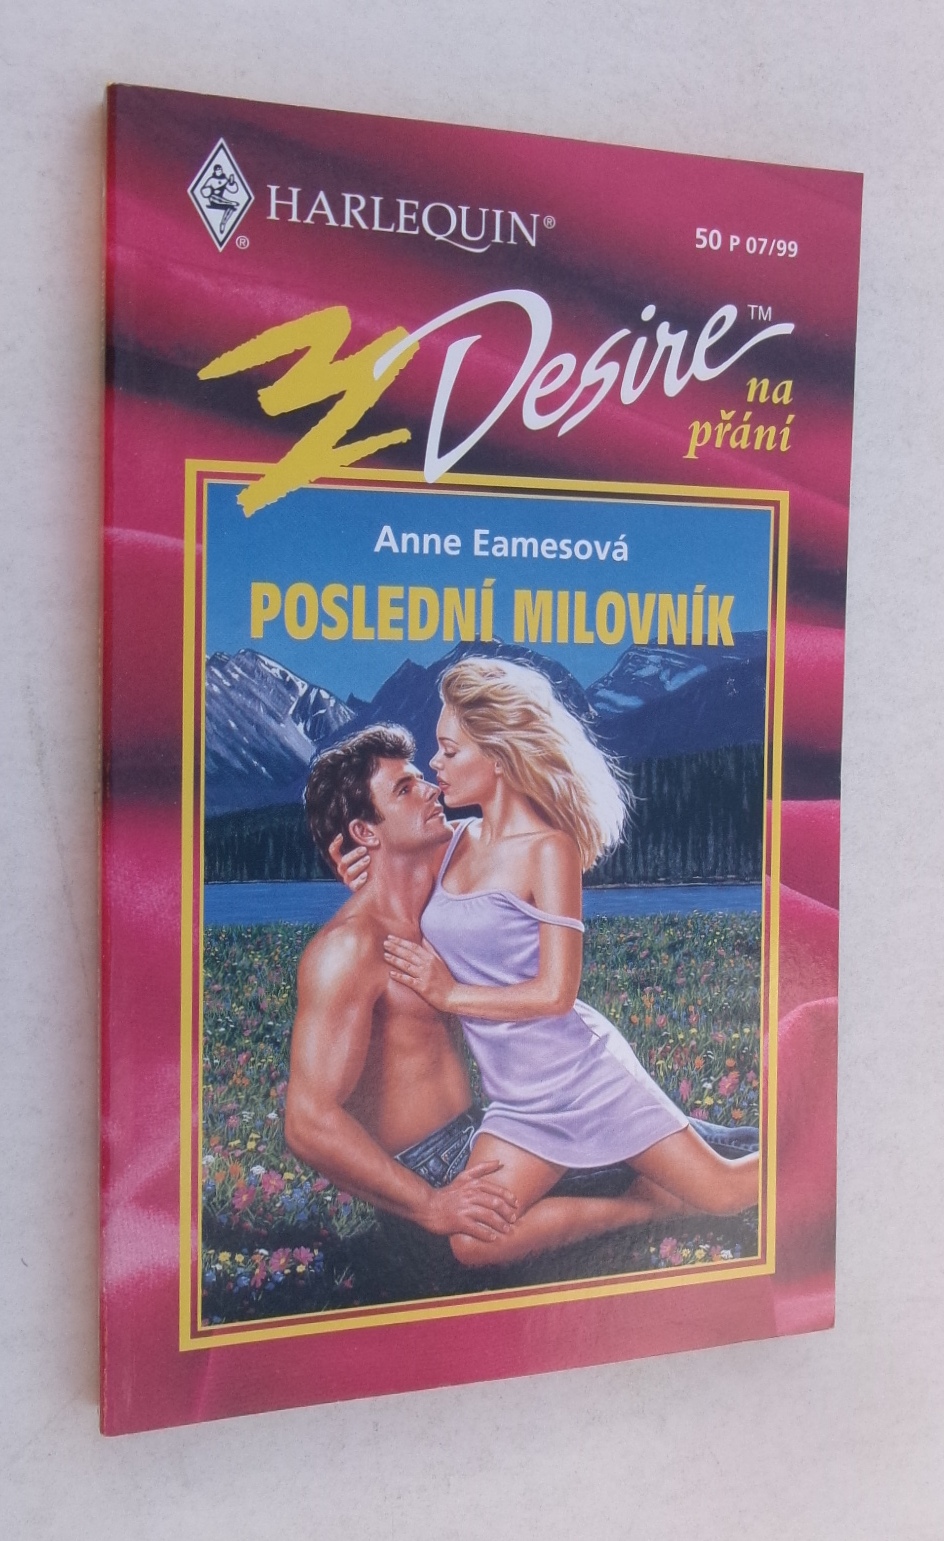 HARLEQUIN®
®
50 P 07/99
Desire™
na
přání
Anne Eamesová
POSLEDNÍ MILOVNÍK